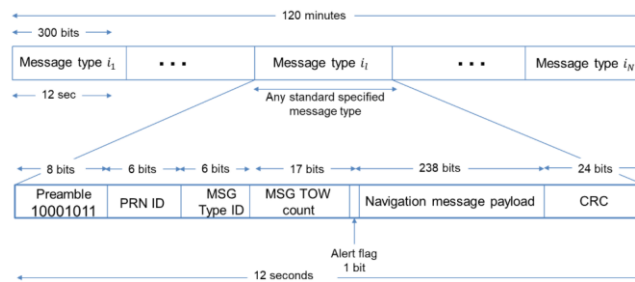 120 minutes
300 bits
Message type i₁
• • •
Message type iₗ
• • •
Message type i_N
12 sec
Any standard specified
message type
8 bits
6 bits
6 bits
17 bits
238 bits
24 bits
Preamble
10001011
PRN ID
MSG
Type ID
MSG TOW
count
Navigation message payload
CRC
Alert flag
1 bit
12 seconds